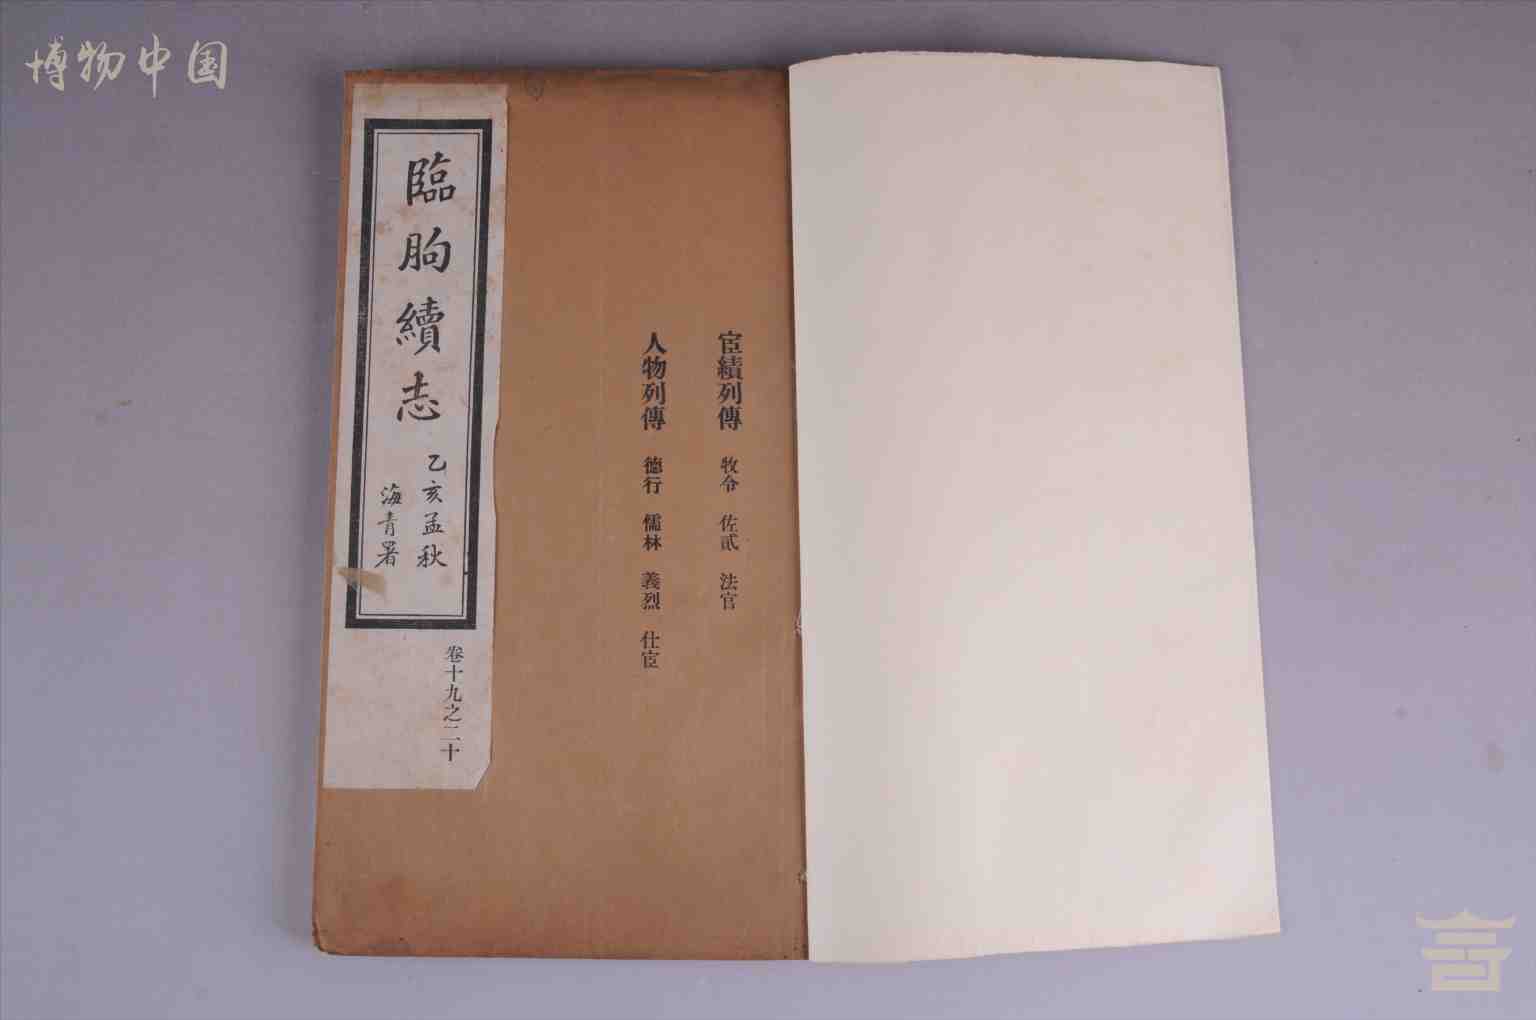 博物中国
臨朐續志
乙亥孟秋
海青署
卷十九之二十
宦績列傳 牧令 佐貳 法官
人物列傳 德行 儒林 義烈 仕宦